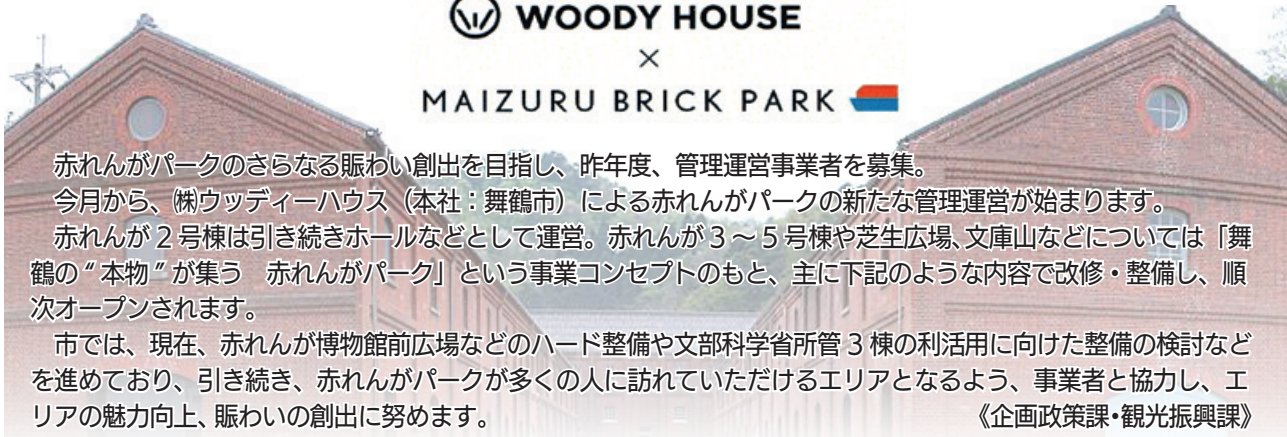 WOODY HOUSE
×
MAIZURU BRICK PARK
赤れんがパークのさらなる賑わい創出を目指し、昨年度、管理運営事業者を募集。
今月から、㈱ウッディーハウス（本社：舞鶴市）による赤れんがパークの新たな管理運営が始まります。
赤れんが２号棟は引き続きホールなどとして運営。赤れんが３～５号棟や芝生広場、文庫山などについては「舞
鶴の“本物”が集う　赤れんがパーク」という事業コンセプトのもと、主に下記のような内容で改修・整備し、順
次オープンされます。
市では、現在、赤れんが博物館前広場などのハード整備や文部科学省所管３棟の利活用に向けた整備の検討など
を進めており、引き続き、赤れんがパークが多くの人に訪れていただけるエリアとなるよう、事業者と協力し、エ
リアの魅力向上、賑わいの創出に努めます。　《企画政策課・観光振興課》